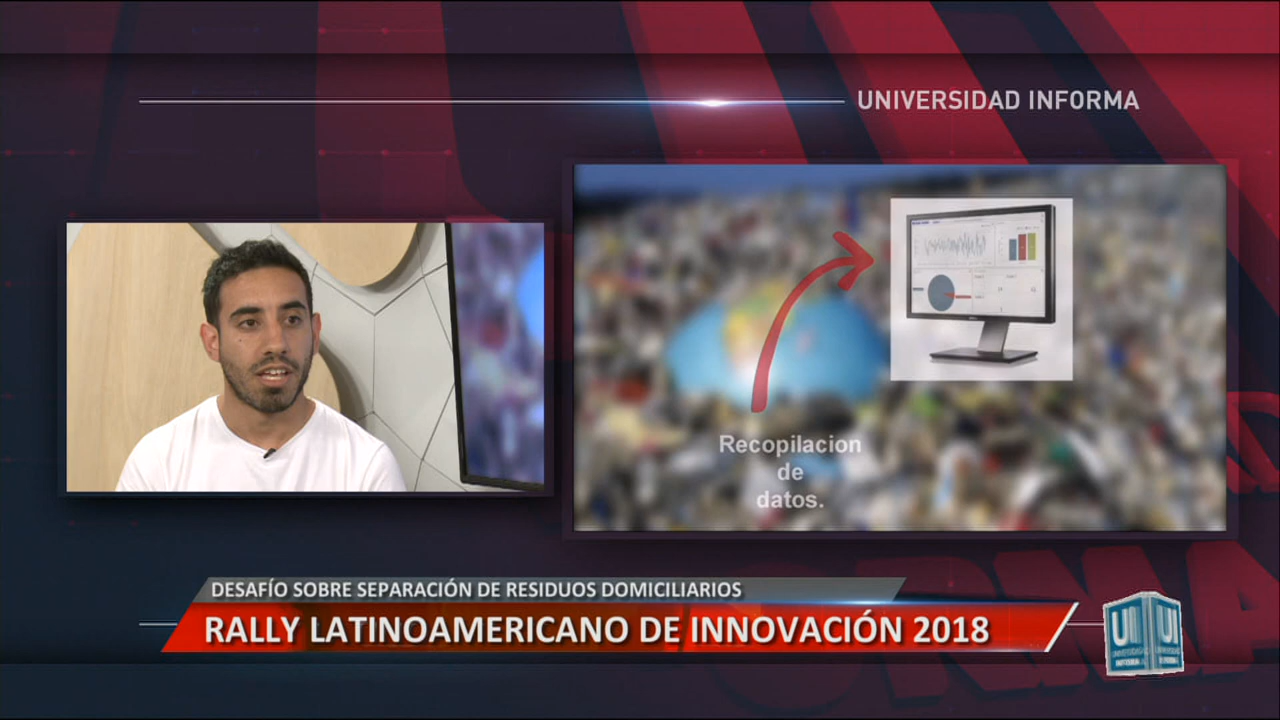 UNIVERSIDAD INFORMA
Recopilacion
de
datos.
DESAFÍO SOBRE SEPARACIÓN DE RESIDUOS DOMICILIARIOS
RALLY LATINOAMERICANO DE INNOVACIÓN 2018
UI UI